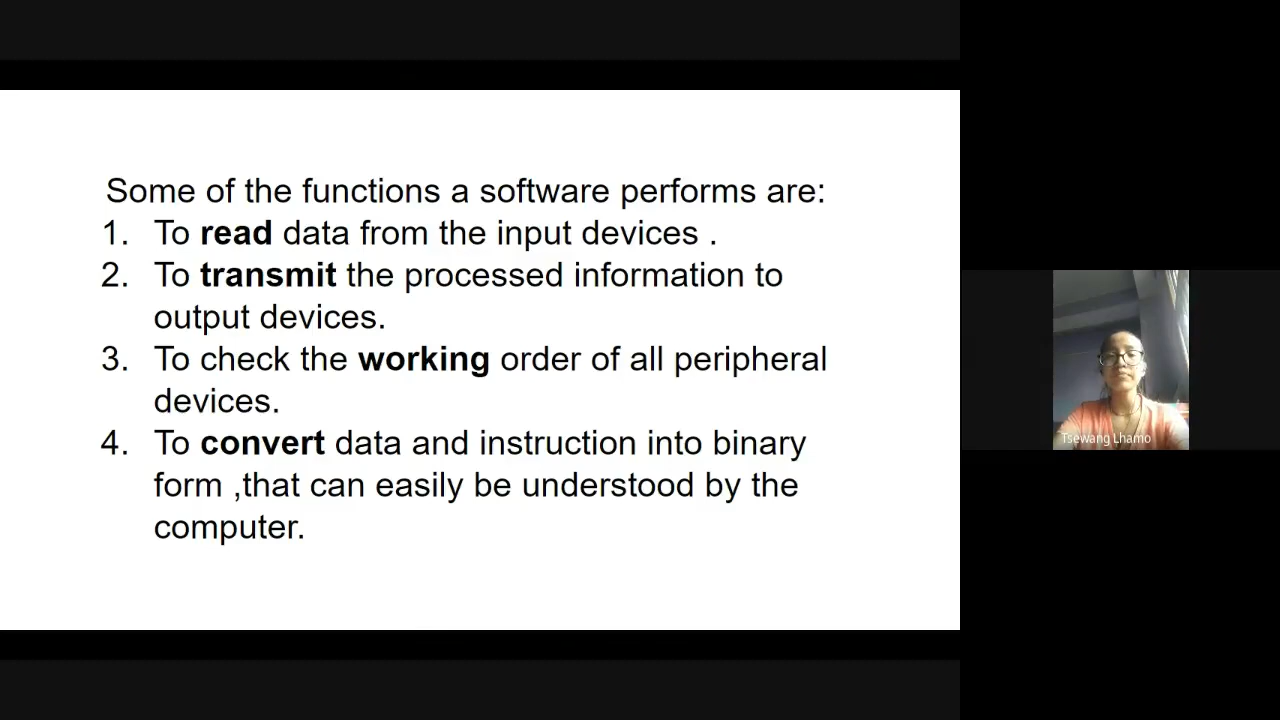 Some of the functions a software performs are:
1. To read data from the input devices .
2. To transmit the processed information to
output devices.
3. To check the working order of all peripheral
devices.
4. To convert data and instruction into binary
form ,that can easily be understood by the
computer.
Tsewang Lhamo